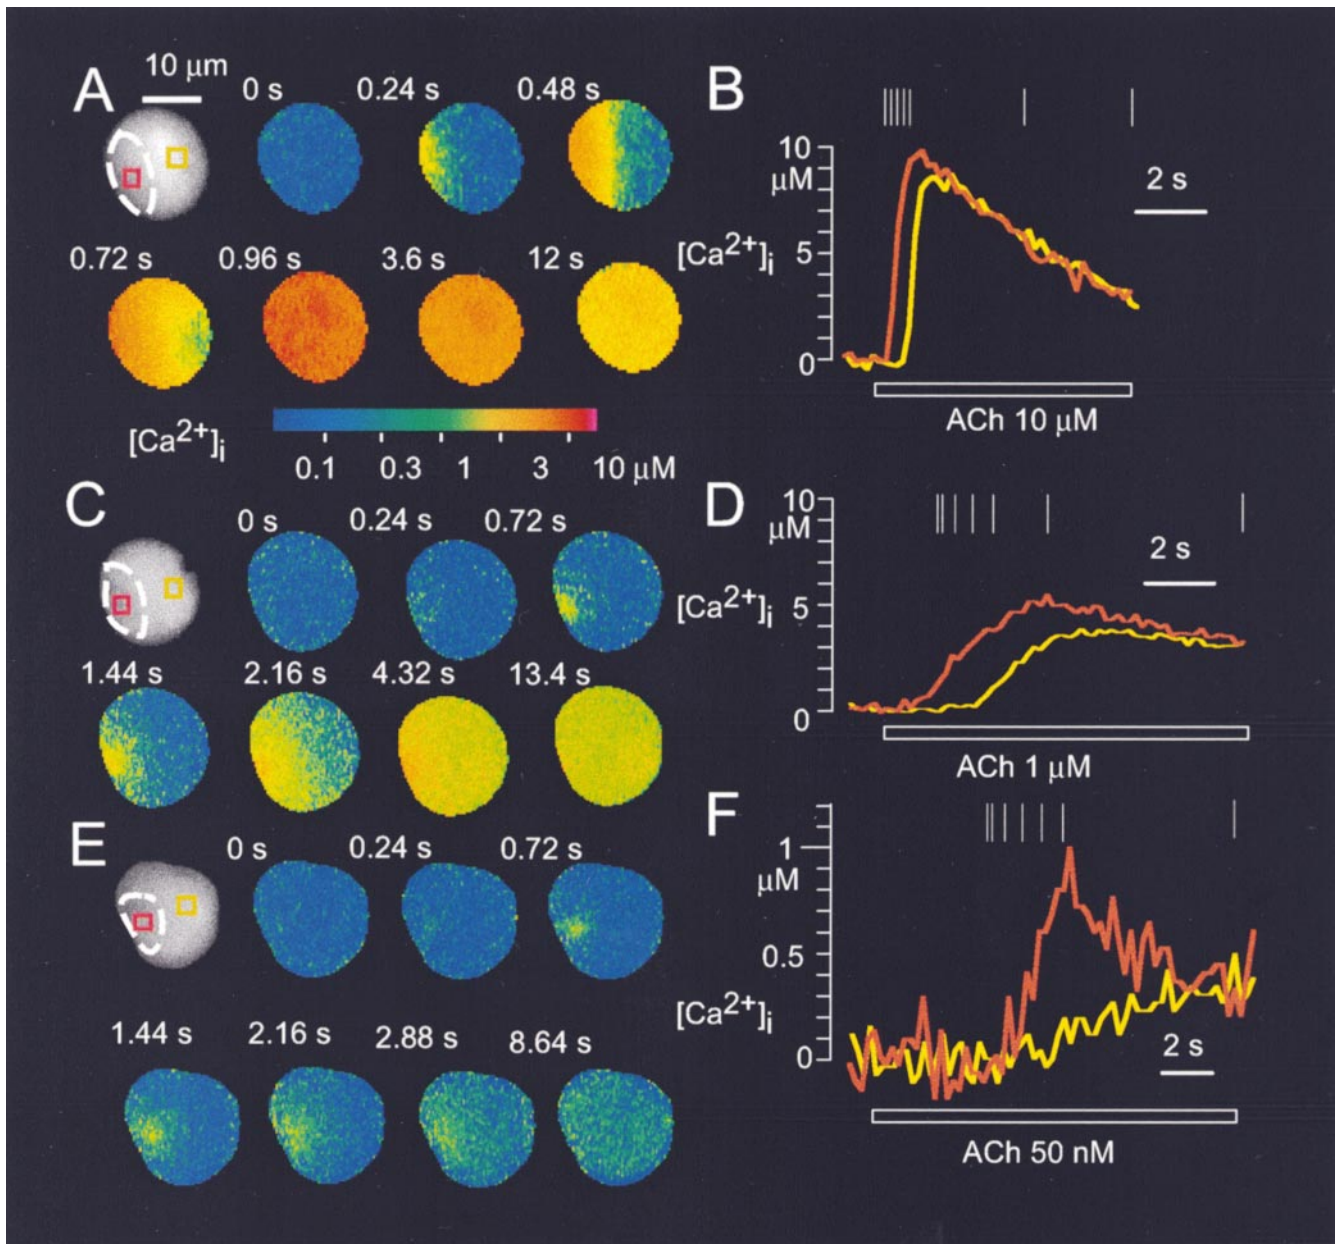 A
10 μm
0 s
0.24 s
0.48 s
0.72 s
0.96 s
3.6 s
12 s
[Ca2+]i
0.1
0.3
1
3
10 μM
B
10
μM
5
0
[Ca2+]i
2 s
ACh 10 μM
C
0 s
0.24 s
0.72 s
1.44 s
2.16 s
4.32 s
13.4 s
D
10
μM
5
0
[Ca2+]i
2 s
ACh 1 μM
E
0 s
0.24 s
0.72 s
1.44 s
2.16 s
2.88 s
8.64 s
F
1
μM
0.5
0
[Ca2+]i
2 s
ACh 50 nM